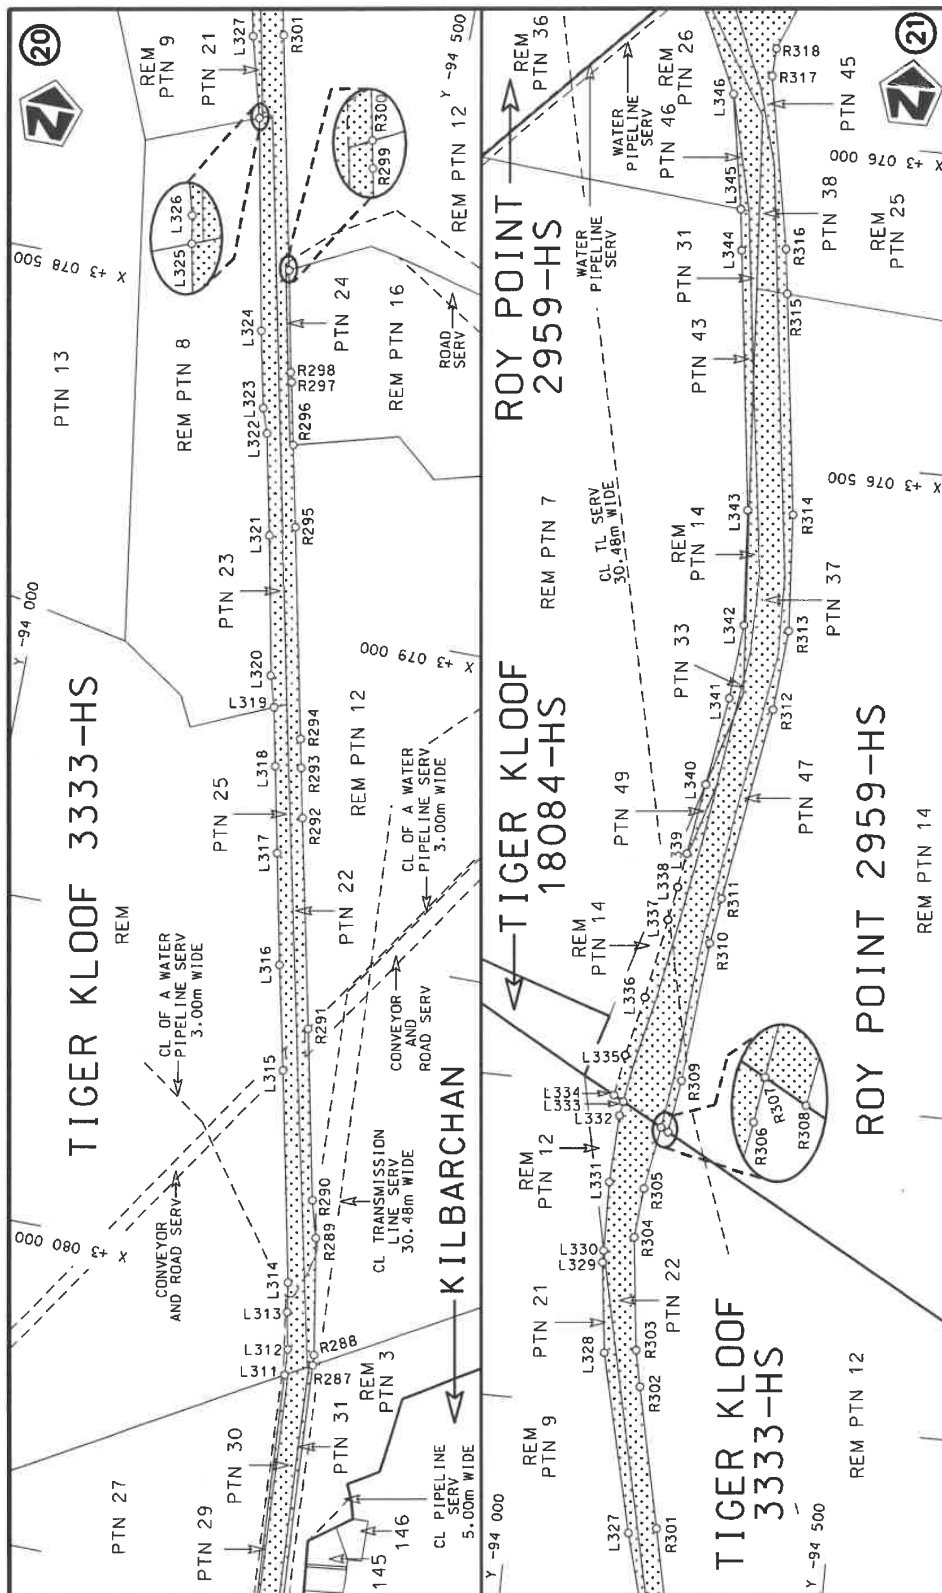 20
N
TIGER KLOOF 3333-HS
REM
PTN 13
REM PTN 8
REM
PTN 9
PTN 21
L327
R301
Y -94 500
X +3 078 500
L325
L326
R299
R300
REM PTN 12
PTN 24
REM PTN 16
ROAD
SERV
L324
L323
L322
R298
R297
R296
L321
R295
PTN 23
Y -94 000
X +3 079 000
L320
L319
L318
R294
R293
R292
REM PTN 12
PTN 25
L317
CL OF A WATER
PIPELINE SERV
3.00m WIDE
PTN 22
L316
R291
CONVEYOR
AND
ROAD SERV
CL OF A WATER
PIPELINE SERV
3.00m WIDE
L315
R290
R289
CL TRANSMISSION
LINE SERV
30.48m WIDE
CONVEYOR
AND ROAD SERV
X +3 080 000
L314
L313
L312
L311
R288
R287
KILBARCHAN
REM
PTN 3
PTN 31
PTN 30
PTN 29
PTN 27
145
146
CL PIPELINE
SERV
5.00m WIDE
21
N
ROY POINT
2959-HS
REM
PTN 36
WATER
PIPELINE
SERV
WATER
PIPELINE
SERV
REM
PTN 26
PTN 46
L346
R318
R317
PTN 45
X +3 076 000
L345
L344
PTN 38
REM
PTN 25
R316
R315
PTN 31
PTN 43
REM PTN 7
CL TL SERV
30.48m WIDE
X +3 076 500
L343
R314
REM
PTN 14
L342
R313
PTN 37
PTN 33
L341
R312
TIGER KLOOF
18084-HS
L340
PTN 49
PTN 47
ROY POINT 2959-HS
REM PTN 14
L339
L338
L337
L336
L335
REM
PTN 14
R311
R310
R309
L334
L333
L332
R306
R307
R308
REM
PTN 12
L331
R305
R304
L330
L329
PTN 21
PTN 22
L328
R303
R302
TIGER KLOOF
3333-HS
REM PTN 12
REM
PTN 9
L327
R301
Y -94 500
Y -94 000